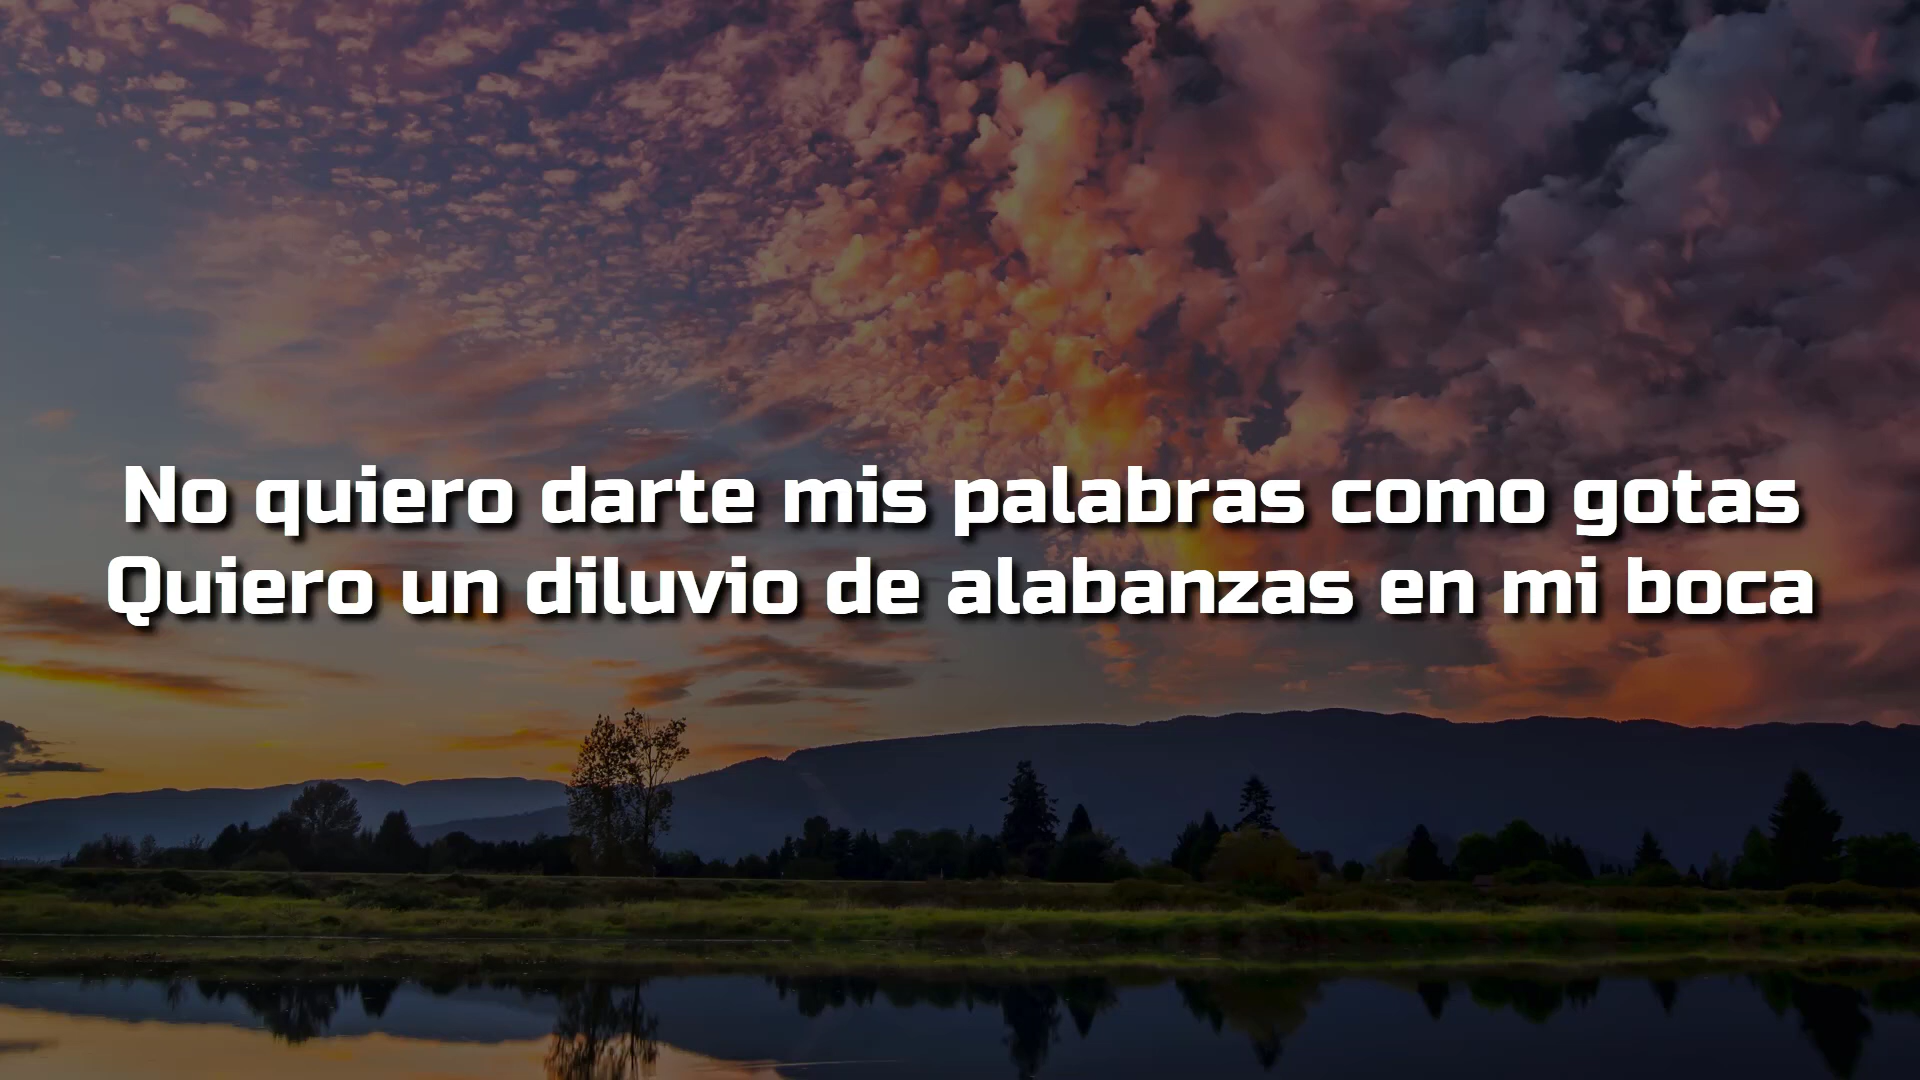 No quiero darte mis palabras como gotas
Quiero un diluvio de alabanzas en mi boca